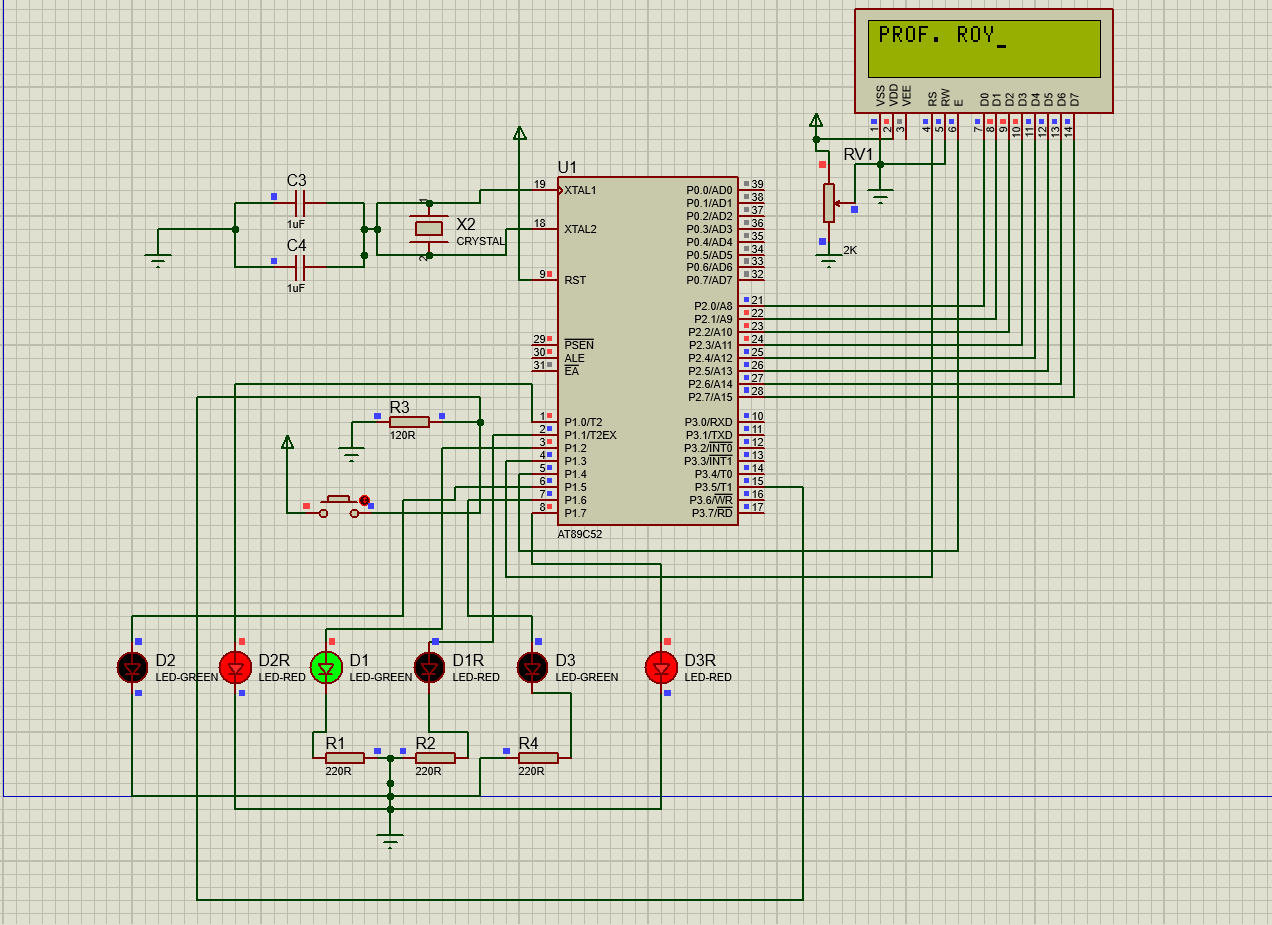 PROF. ROY_
VSS
VDD
VEE
RS
RW
E
D0
D1
D2
D3
D4
D5
D6
D7
1
2
3
4
5
6
7
8
9
10
11
12
13
14
RV1
2K
C3
1uF
C4
1uF
X2
CRYSTAL
1
2
U1
19 XTAL1
18 XTAL2
9 RST
29 PSEN
30 ALE
31 EA
1 P1.0/T2
2 P1.1/T2EX
3 P1.2
4 P1.3
5 P1.4
6 P1.5
7 P1.6
8 P1.7
P0.0/AD0 39
P0.1/AD1 38
P0.2/AD2 37
P0.3/AD3 36
P0.4/AD4 35
P0.5/AD5 34
P0.6/AD6 33
P0.7/AD7 32
P2.0/A8 21
P2.1/A9 22
P2.2/A10 23
P2.3/A11 24
P2.4/A12 25
P2.5/A13 26
P2.6/A14 27
P2.7/A15 28
P3.0/RXD 10
P3.1/TXD 11
P3.2/INT0 12
P3.3/INT1 13
P3.4/T0 14
P3.5/T1 15
P3.6/WR 16
P3.7/RD 17
AT89C52
R3
120R
D2
LED-GREEN
D2R
LED-RED
D1
LED-GREEN
D1R
LED-RED
D3
LED-GREEN
D3R
LED-RED
R1
220R
R2
220R
R4
220R